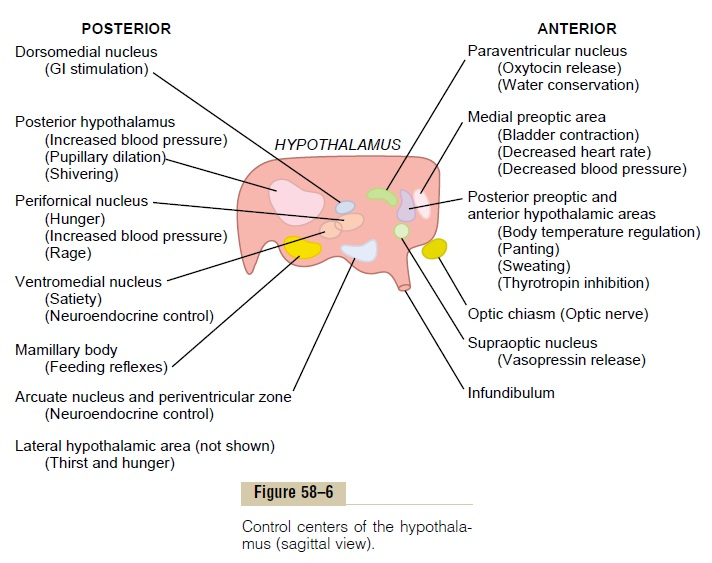 POSTERIOR
Dorsomedial nucleus
(GI stimulation)
Posterior hypothalamus
(Increased blood pressure)
(Pupillary dilation)
(Shivering)
Perifornical nucleus
(Hunger)
(Increased blood pressure)
(Rage)
Ventromedial nucleus
(Satiety)
(Neuroendocrine control)
Mamillary body
(Feeding reflexes)
Arcuate nucleus and periventricular zone
(Neuroendocrine control)
Lateral hypothalamic area (not shown)
(Thirst and hunger)
HYPOTHALAMUS
ANTERIOR
Paraventricular nucleus
(Oxytocin release)
(Water conservation)
Medial preoptic area
(Bladder contraction)
(Decreased heart rate)
(Decreased blood pressure)
Posterior preoptic and
anterior hypothalamic areas
(Body temperature regulation)
(Panting)
(Sweating)
(Thyrotropin inhibition)
Optic chiasm (Optic nerve)
Supraoptic nucleus
(Vasopressin release)
Infundibulum
Figure 58–6
Control centers of the hypothala-
mus (sagittal view).